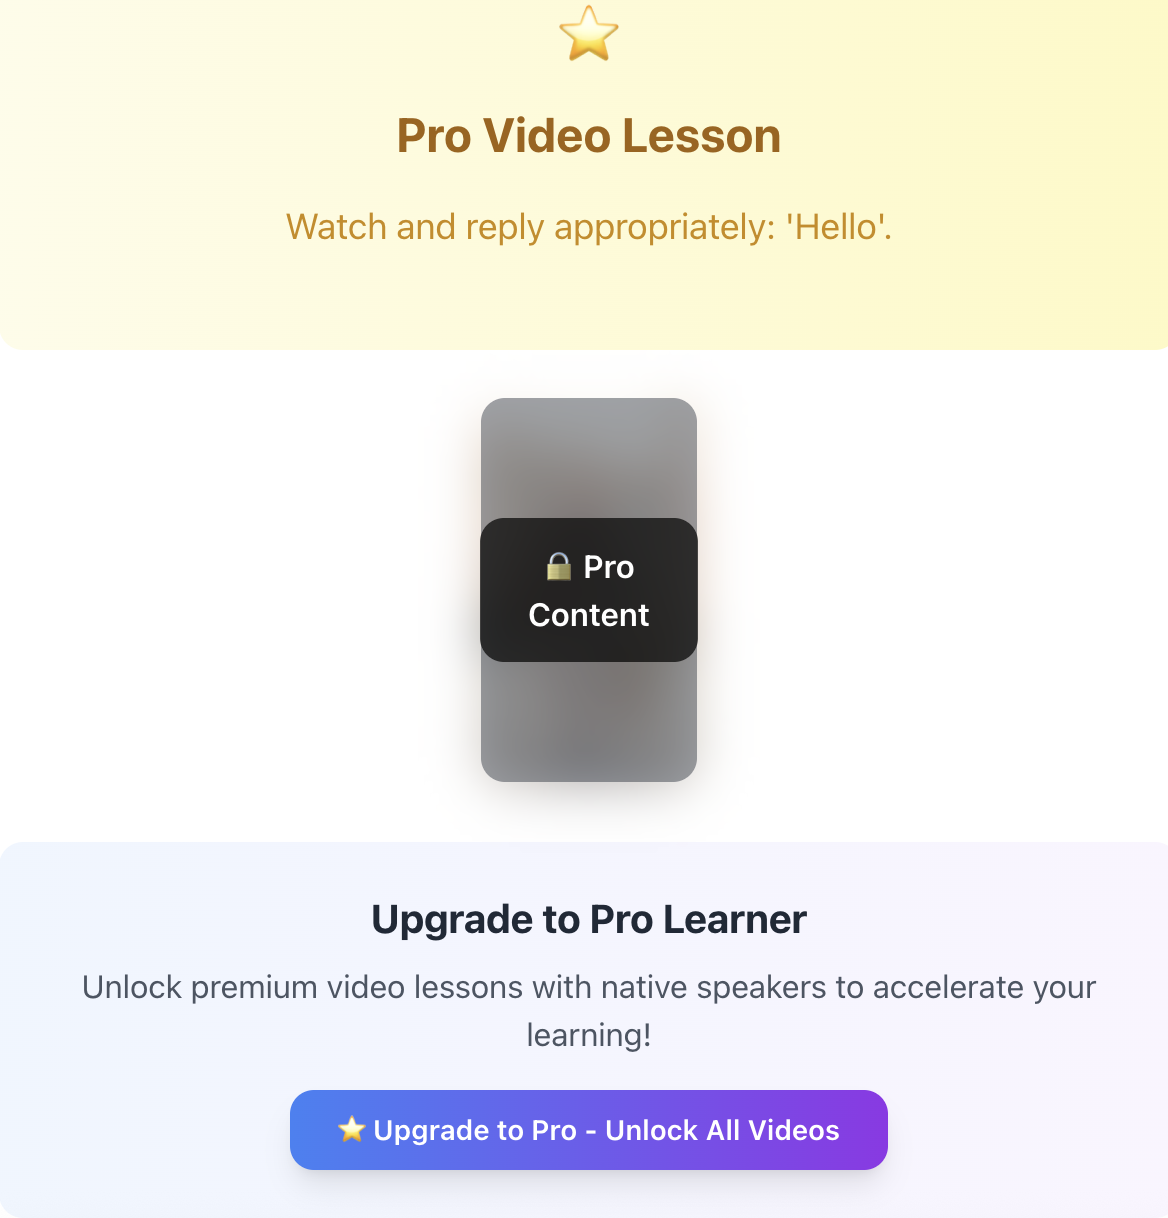 Pro Video Lesson
Watch and reply appropriately: 'Hello'.
Pro
Content
Upgrade to Pro Learner
Unlock premium video lessons with native speakers to accelerate your
learning!
Upgrade to Pro - Unlock All Videos